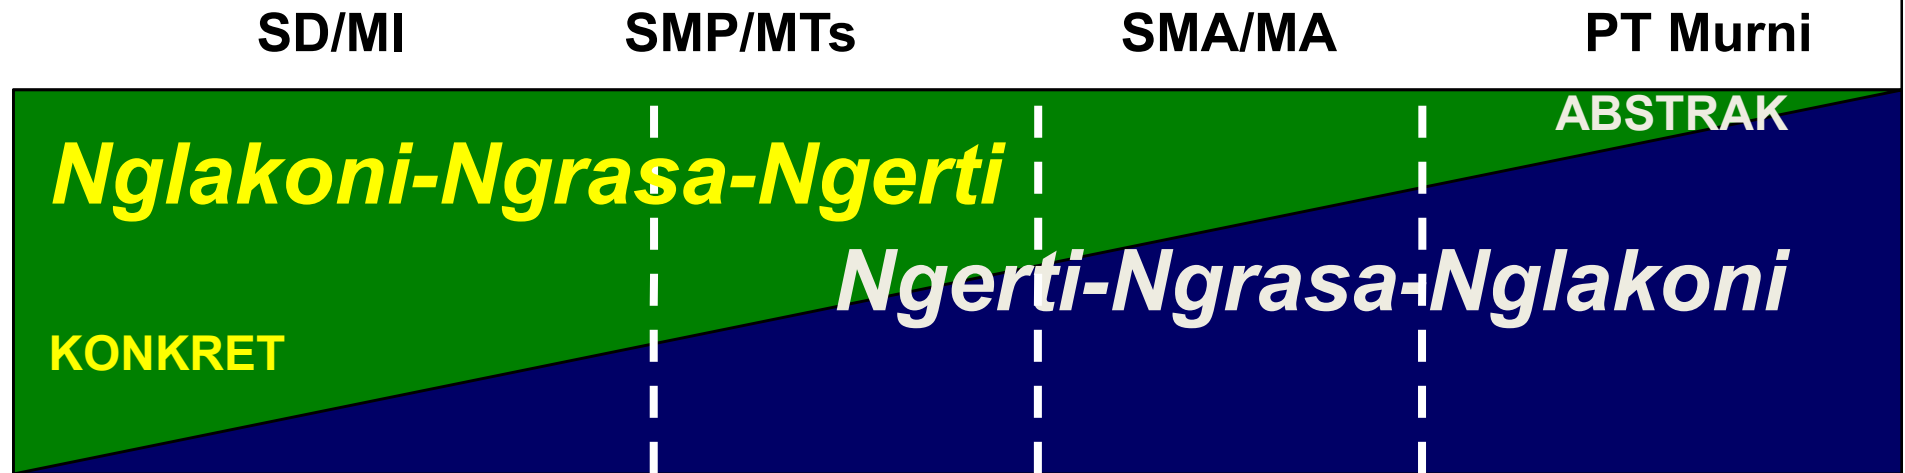 SD/MI SMP/MTs SMA/MA PT Murni
ABSTRAK
Nglakoni-Ngrasa-Ngerti
Ngerti-Ngrasa-Nglakoni
KONKRET